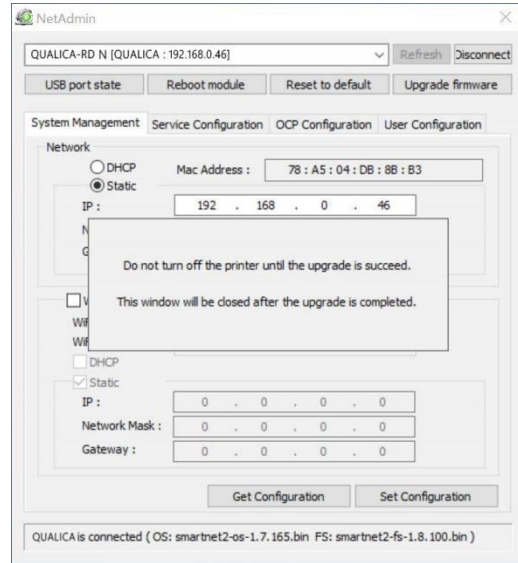 NetAdmin
QUALICA-RD N [QUALICA : 192.168.0.46] Refresh Disconnect
USB port state Reboot module Reset to default Upgrade firmware
System Management Service Configuration OCP Configuration User Configuration
Network
DHCP Mac Address : 78 : A5 : 04 : DB : 8B : B3
Static
IP : 192 . 168 . 0 . 46
Do not turn off the printer until the upgrade is succeed.
This window will be closed after the upgrade is completed.
DHCP
Static
IP : 0 . 0 . 0 . 0
Network Mask : 0 . 0 . 0 . 0
Gateway : 0 . 0 . 0 . 0
Get Configuration Set Configuration
QUALICA is connected ( OS: smartnet2-os-1.7.165.bin FS: smartnet2-fs-1.8.100.bin )